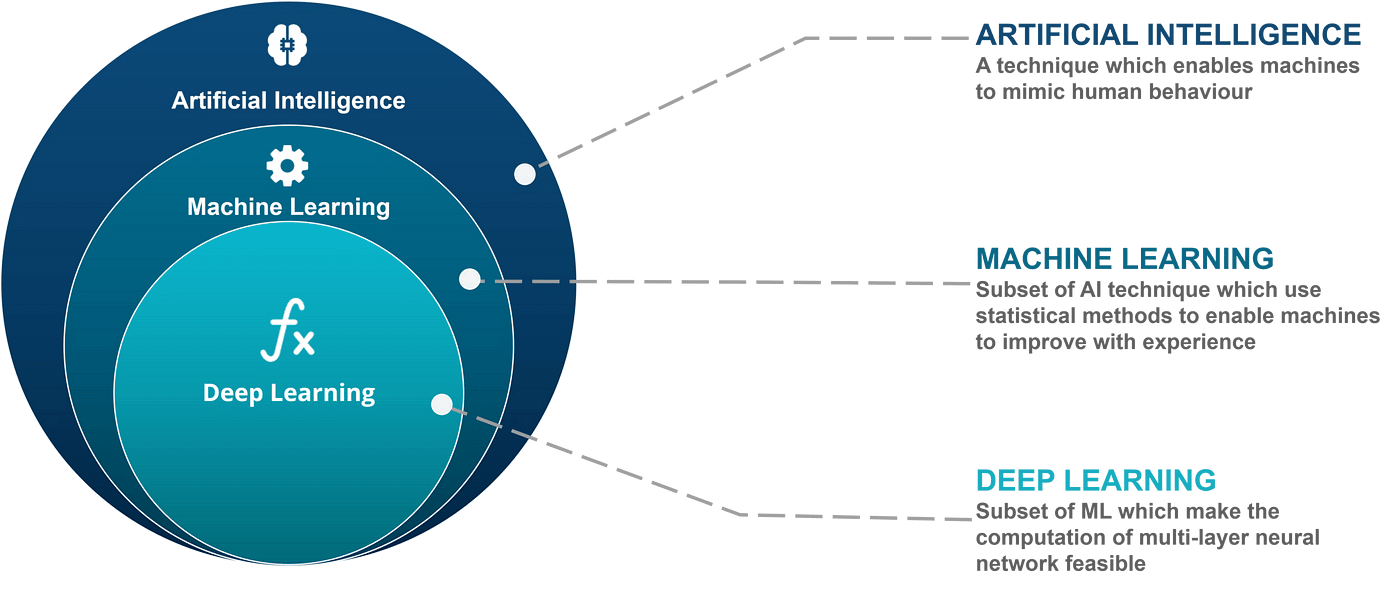 Artificial Intelligence
Machine Learning
fx
Deep Learning
ARTIFICIAL INTELLIGENCE
A technique which enables machines
to mimic human behaviour
MACHINE LEARNING
Subset of AI technique which use
statistical methods to enable machines
to improve with experience
DEEP LEARNING
Subset of ML which make the
computation of multi-layer neural
network feasible